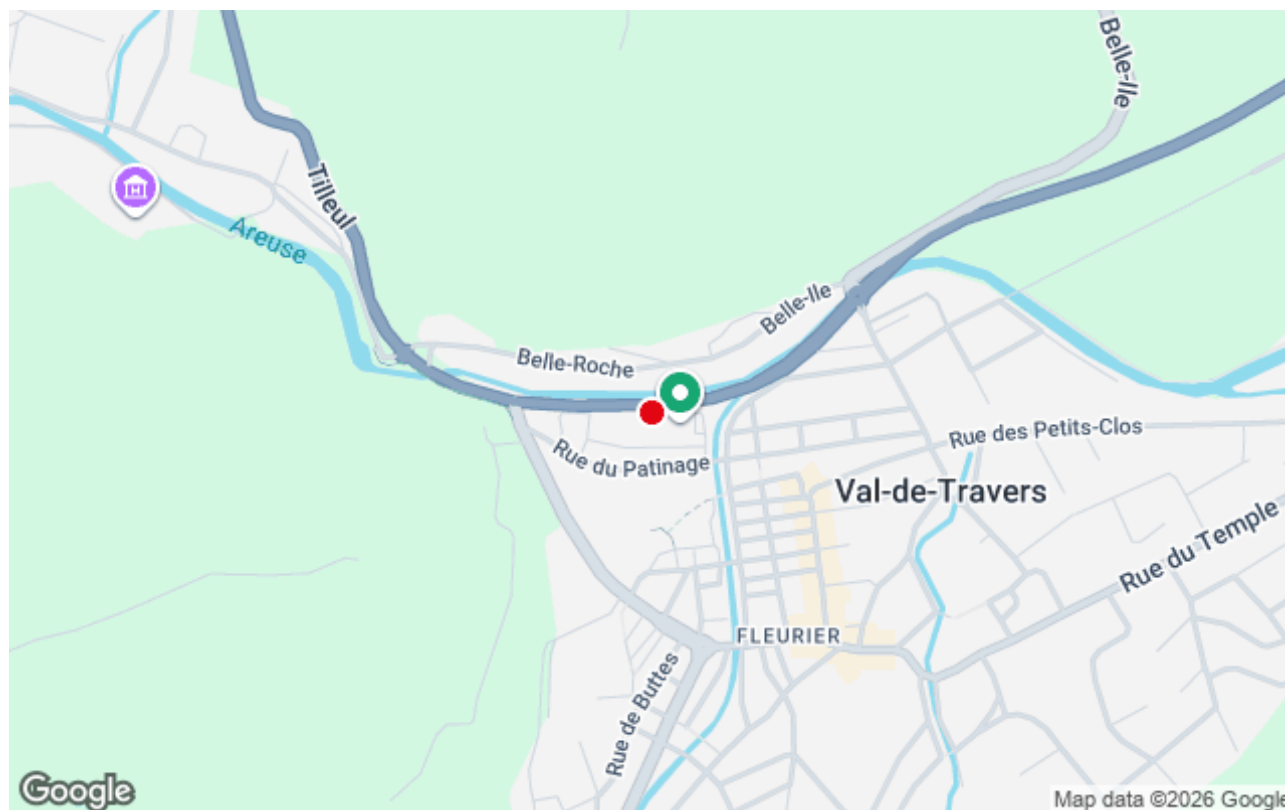 Belle-Ile
Tilleul
Areuse
Belle-Ile
Belle-Roche
Rue du Patinage
Rue des Petits-Clos
Val-de-Travers
Rue du Temple
FLEURIER
Rue de Buttes
H
Google
Map data ©2026 Google